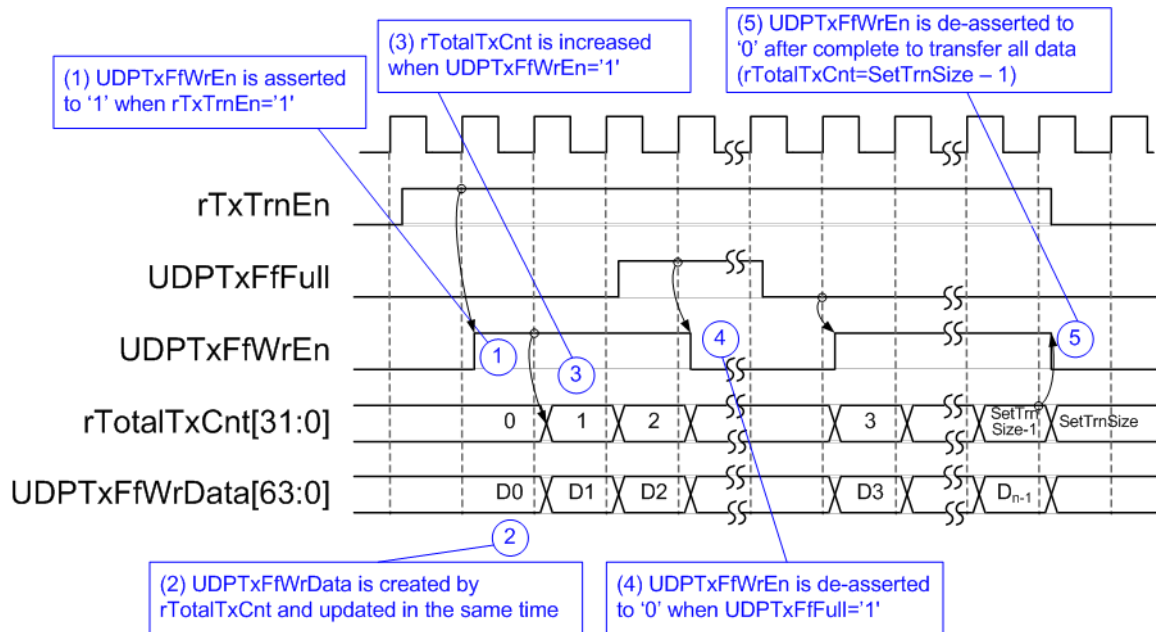 (1) UDPTxFfWrEn is asserted
to ‘1’ when rTxTrnEn=’1'
(3) rTotalTxCnt is increased
when UDPTxFfWrEn=’1'
(5) UDPTxFfWrEn is de-asserted to
‘0’ after complete to transfer all data
(rTotalTxCnt=SetTrnSize – 1)
rTxTrnEn
UDPTxFfFull
UDPTxFfWrEn
1
3
4
5
rTotalTxCnt[31:0]
0
1
2
3
SetTrn
Size-1
SetTrnSize
UDPTxFfWrData[63:0]
D0
D1
D2
D3
Dn-1
2
(2) UDPTxFfWrData is created by
rTotalTxCnt and updated in the same time
(4) UDPTxFfWrEn is de-asserted
to ‘0’ when UDPTxFfFull=’1'